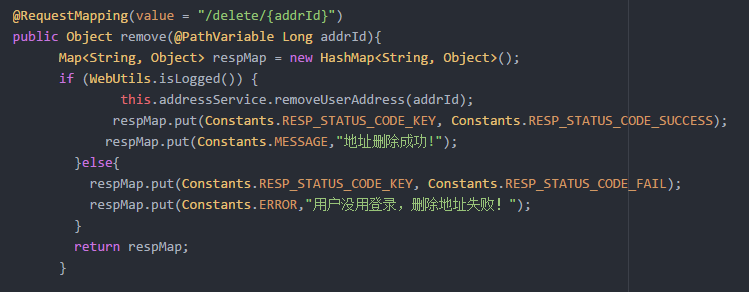 @RequestMapping(value = "/delete/{addrId}")
public Object remove(@PathVariable Long addrId){
Map<String, Object> respMap = new HashMap<String, Object>();
if (WebUtils.isLogged()) {
this.addressService.removeUserAddress(addrId);
respMap.put(Constants.RESP_STATUS_CODE_KEY, Constants.RESP_STATUS_CODE_SUCCESS);
respMap.put(Constants.MESSAGE,"地址删除成功!");
}else{
respMap.put(Constants.RESP_STATUS_CODE_KEY, Constants.RESP_STATUS_CODE_FAIL);
respMap.put(Constants.ERROR,"用户没用登录，删除地址失败！");
}
return respMap;
}